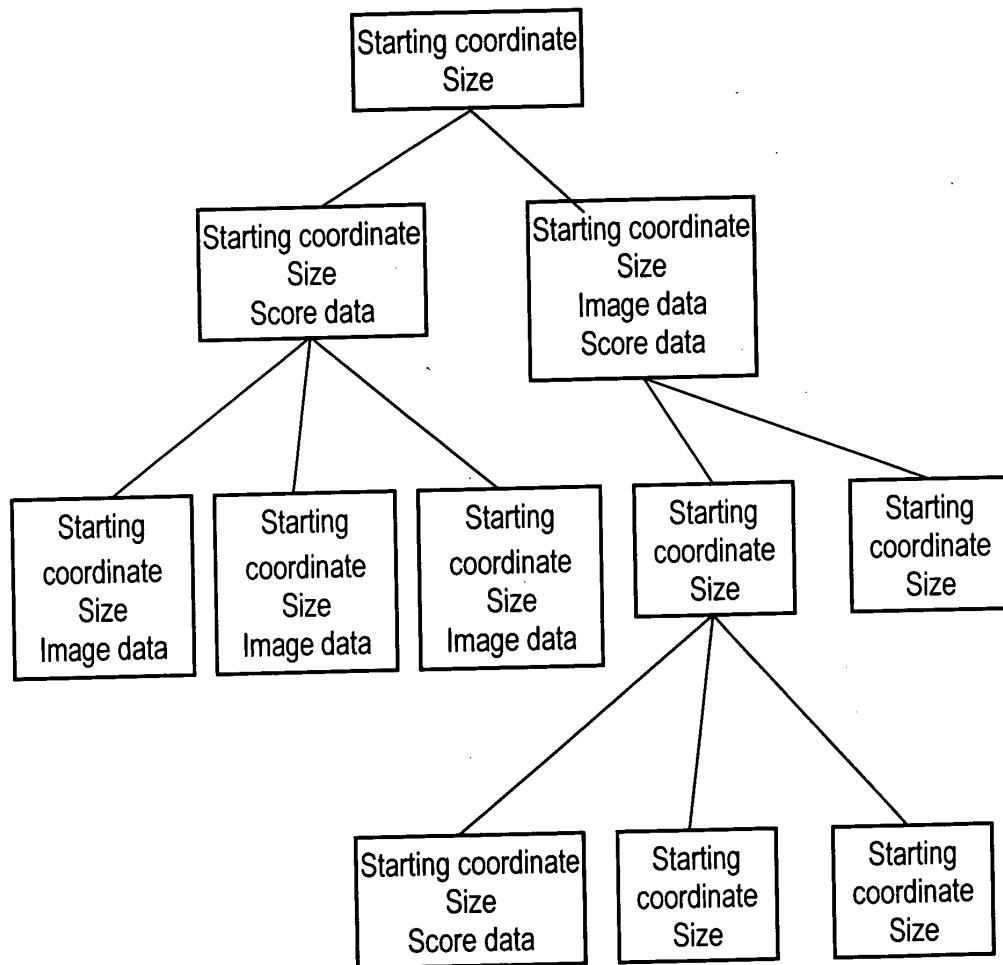 Starting coordinate
Size
Starting coordinate
Size
Score data
Starting coordinate
Size
Image data
Score data
Starting
coordinate
Size
Image data
Starting
coordinate
Size
Image data
Starting
coordinate
Size
Image data
Starting
coordinate
Size
Starting
coordinate
Size
Starting coordinate
Size
Score data
Starting
coordinate
Size
Starting
coordinate
Size